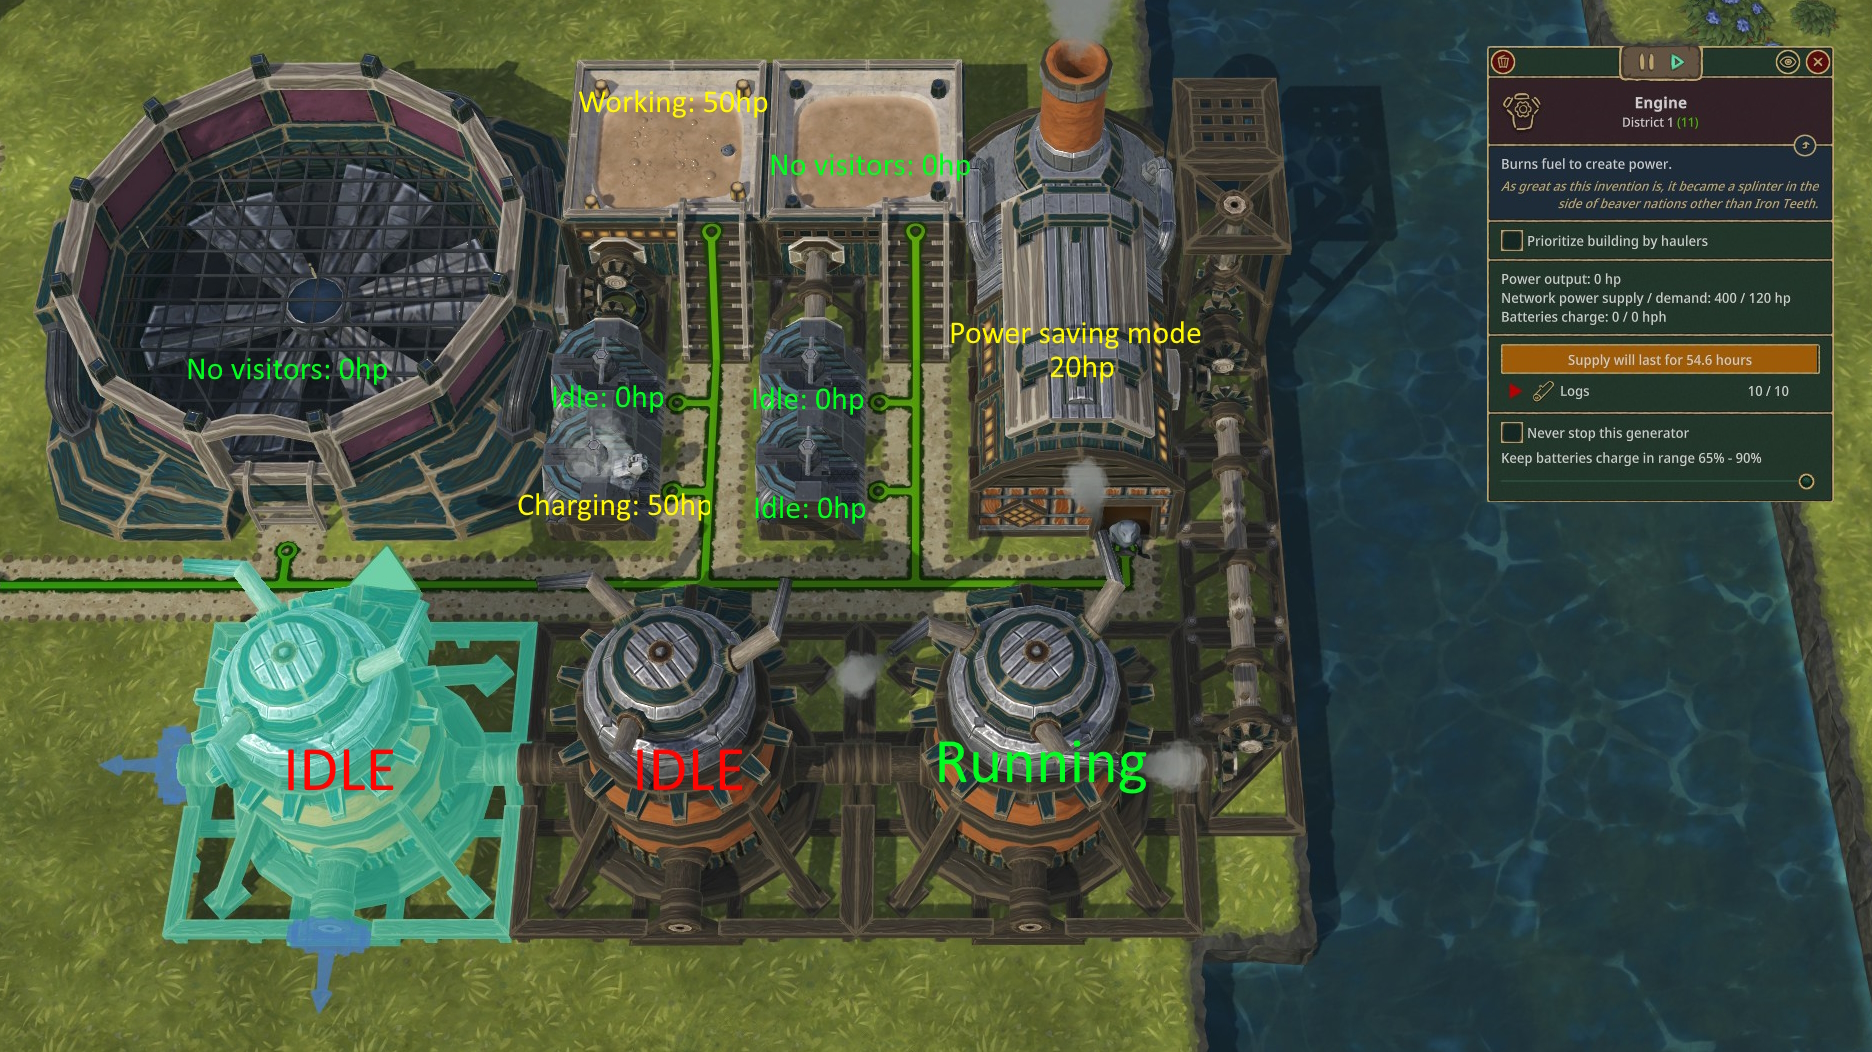 Working: 50hp
No visitors: 0hp
No visitors: 0hp
Power saving mode
20hp
Idle: 0hp
Idle: 0hp
Charging: 50hp
Idle: 0hp
IDLE
IDLE
Running
Engine
District 1 (11)
Burns fuel to create power.
As great as this invention is, it became a splinter in the
side of beaver nations other than Iron Teeth.
Prioritize building by haulers
Power output: 0 hp
Network power supply / demand: 400 / 120 hp
Batteries charge: 0 / 0 hph
Supply will last for 54.6 hours
Logs 10 / 10
Never stop this generator
Keep batteries charge in range 65% - 90%